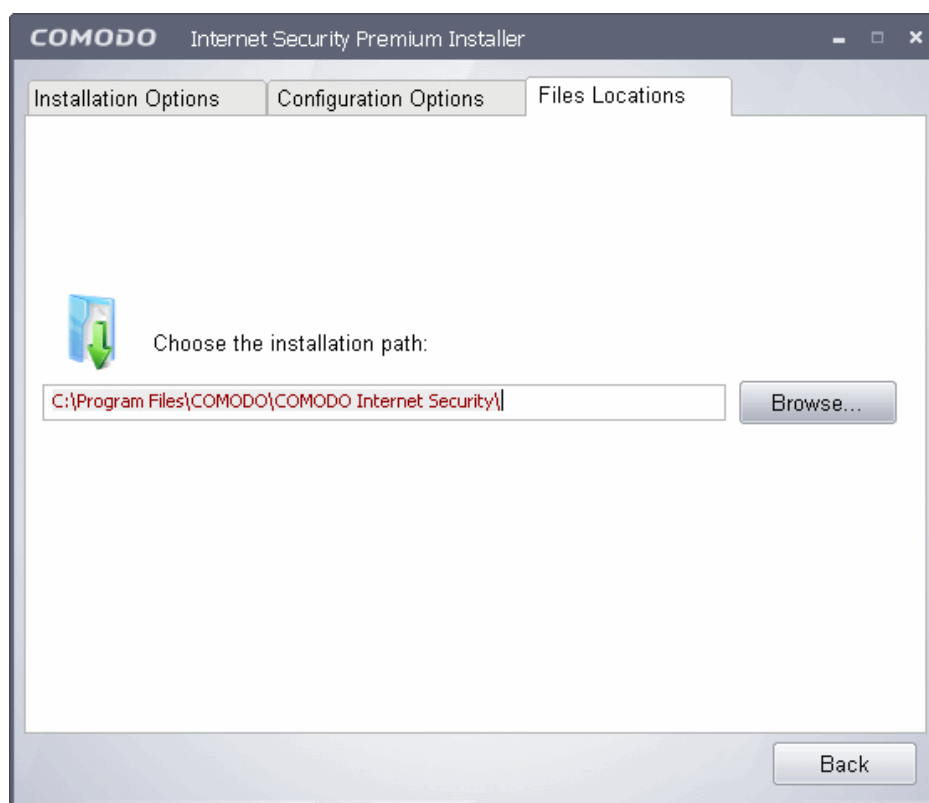 COMODO Internet Security Premium Installer
Installation Options Configuration Options Files Locations
Choose the installation path:
C:\Program Files\COMODO\COMODO Internet Security\
Browse...
Back